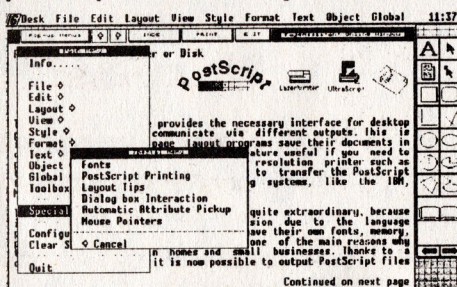 Desk File Edit Layout View Style Format Text Object Global 11:37
er or Disk
Info.....
PostScript
File
Edit
LaserWriter UltraScript
Layout
View
provides the necessary interface for desktop
Style
communicate via different outputs. This is
Format
page layout programs save their documents in
Text
ature useful if you need to
Object
resolution printer such as
Global
Fonts
to transfer the PostScript
Toolbox
PostScript Printing
g systems, like the IBM,
Layout Tips
Dialog box Interaction
Special
Automatic Attribute Pickup
quite extraordinary, because
Mouse Pointers
sion due to the language
Configu
ave their own fonts, memory,
Clear S
Cancel
one of the main reasons why
n homes and small businesses. Thanks to
Quit
it is now possible to output PostScript files
Continued on next page